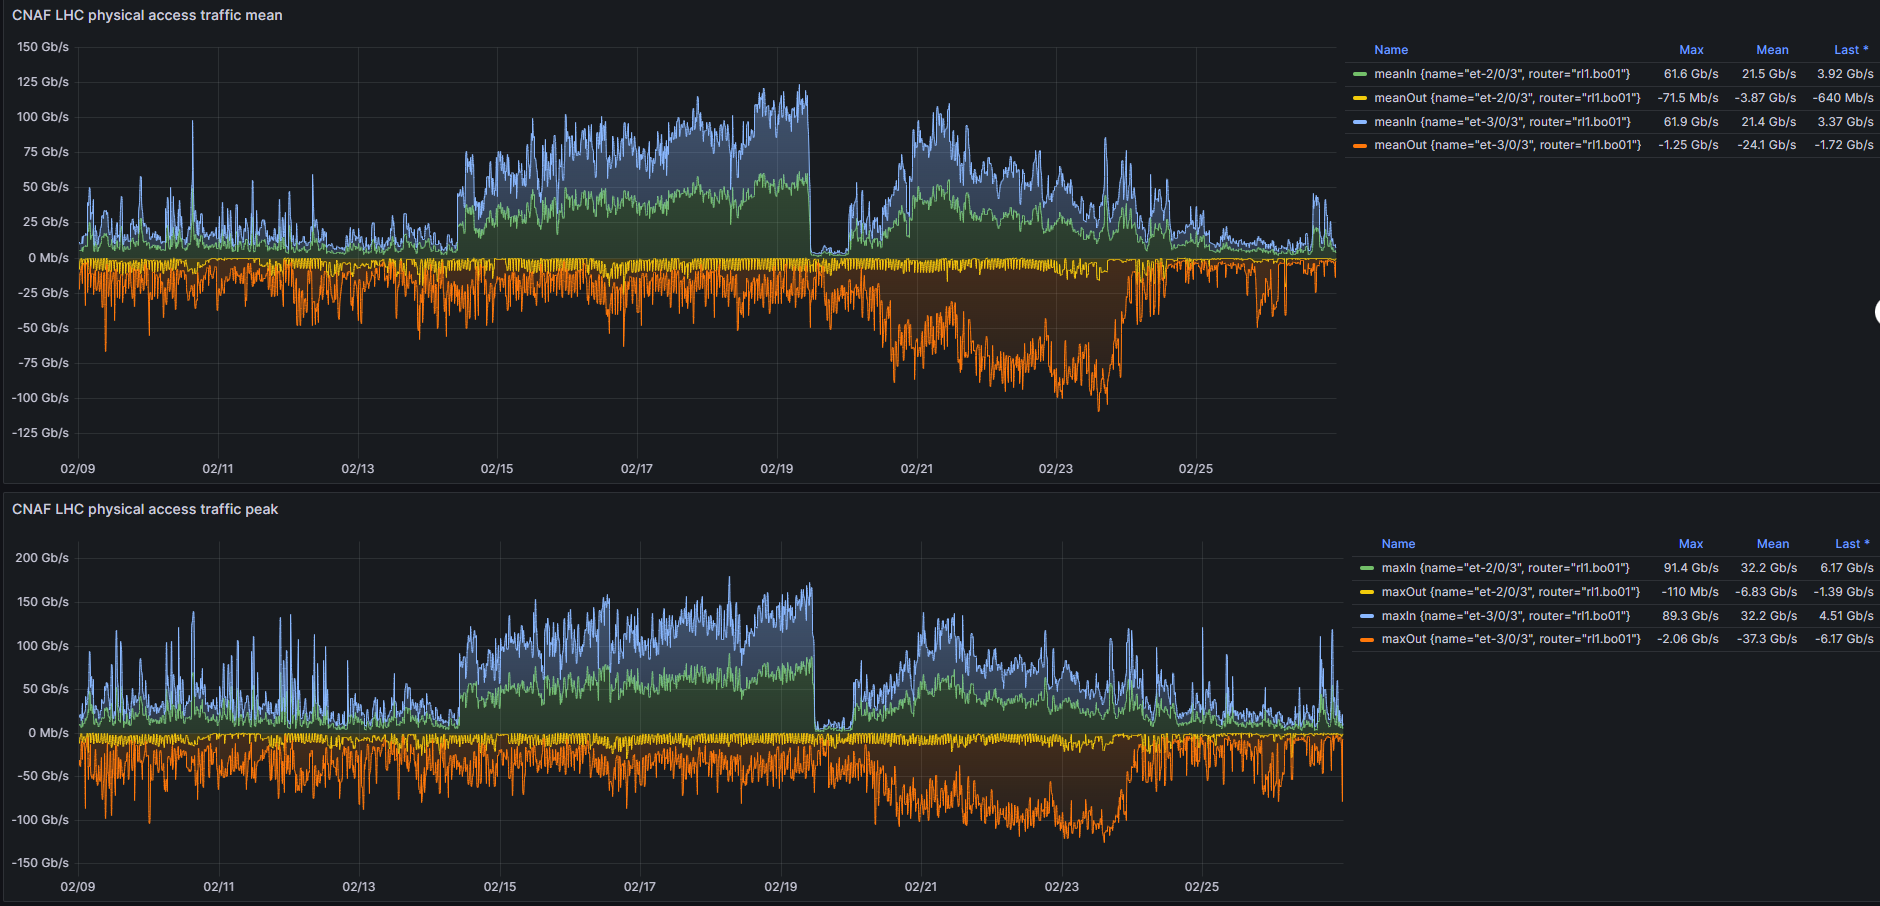 CNAF LHC physical access traffic mean
150 Gb/s
125 Gb/s
100 Gb/s
75 Gb/s
50 Gb/s
25 Gb/s
0 Mb/s
-25 Gb/s
-50 Gb/s
-75 Gb/s
-100 Gb/s
-125 Gb/s
02/09 02/11 02/13 02/15 02/17 02/19 02/21 02/23 02/25
Name Max Mean Last *
meanIn {name="et-2/0/3", router="rl1.bo01"} 61.6 Gb/s 21.5 Gb/s 3.92 Gb/s
meanOut {name="et-2/0/3", router="rl1.bo01"} -71.5 Mb/s -3.87 Gb/s -640 Mb/s
meanIn {name="et-3/0/3", router="rl1.bo01"} 61.9 Gb/s 21.4 Gb/s 3.37 Gb/s
meanOut {name="et-3/0/3", router="rl1.bo01"} -1.25 Gb/s -24.1 Gb/s -1.72 Gb/s
CNAF LHC physical access traffic peak
200 Gb/s
150 Gb/s
100 Gb/s
50 Gb/s
0 Mb/s
-50 Gb/s
-100 Gb/s
-150 Gb/s
02/09 02/11 02/13 02/15 02/17 02/19 02/21 02/23 02/25
Name Max Mean Last *
maxIn {name="et-2/0/3", router="rl1.bo01"} 91.4 Gb/s 32.2 Gb/s 6.17 Gb/s
maxOut {name="et-2/0/3", router="rl1.bo01"} -110 Mb/s -6.83 Gb/s -1.39 Gb/s
maxIn {name="et-3/0/3", router="rl1.bo01"} 89.3 Gb/s 32.2 Gb/s 4.51 Gb/s
maxOut {name="et-3/0/3", router="rl1.bo01"} -2.06 Gb/s -37.3 Gb/s -6.17 Gb/s